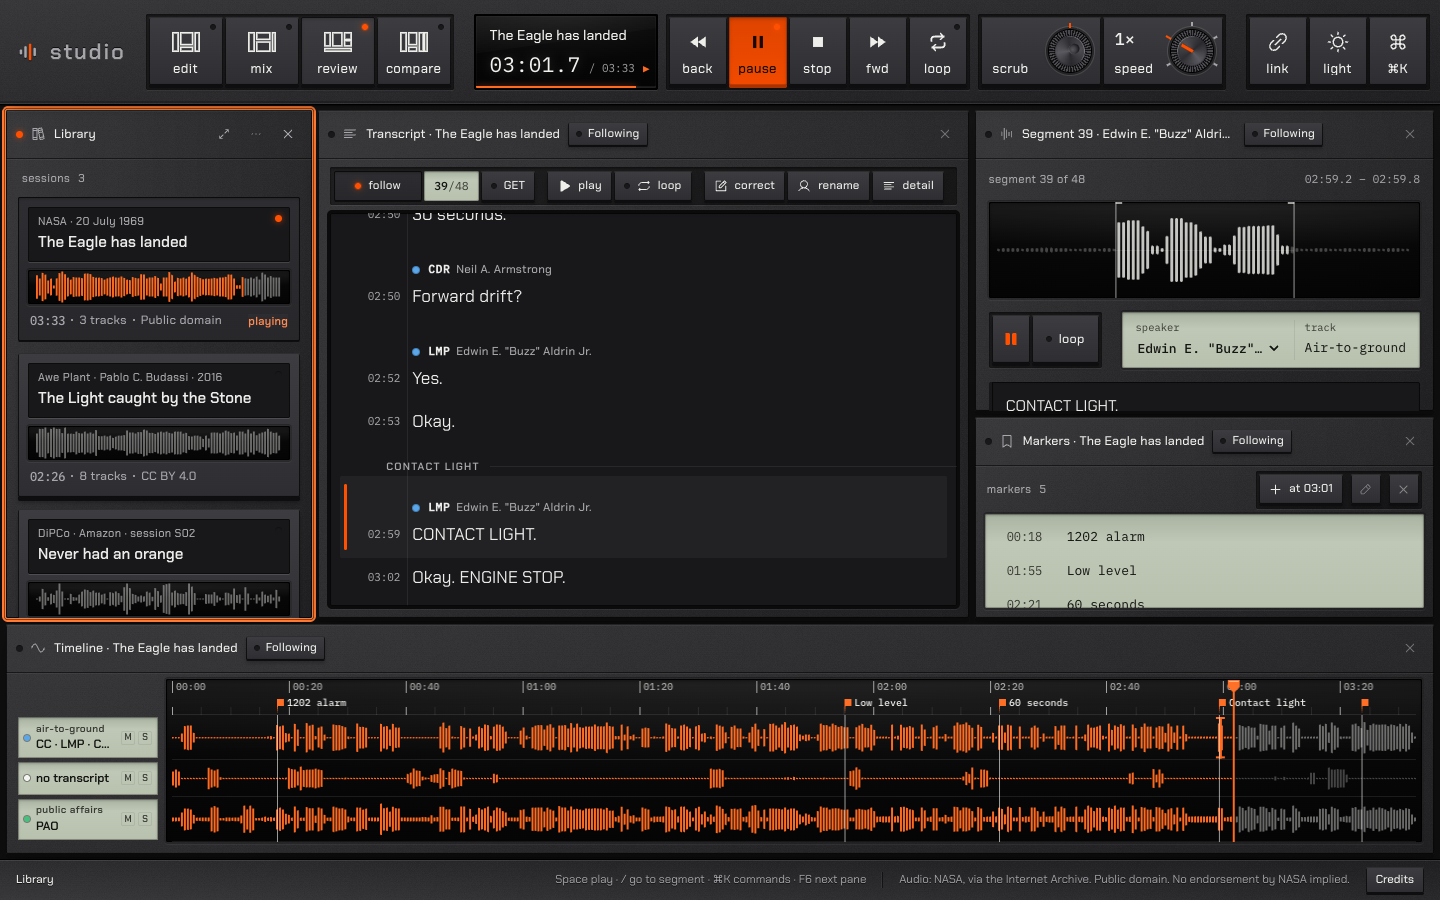 studio
edit
mix
review
compare
The Eagle has landed
03:01.7 / 03:33
back
pause
stop
fwd
loop
scrub
1×
speed
link
light
⌘K
Library
sessions 3
NASA · 20 July 1969
The Eagle has landed
03:33 · 3 tracks · Public domain
playing
Awe Plant · Pablo C. Budassi · 2016
The Light caught by the Stone
02:26 · 8 tracks · CC BY 4.0
DiPCo · Amazon · session S02
Never had an orange
Transcript · The Eagle has landed
Following
follow
39/48
GET
play
loop
correct
rename
detail
02:50 30 seconds.
CDR Neil A. Armstrong
02:50 Forward drift?
LMP Edwin E. "Buzz" Aldrin Jr.
02:52 Yes.
02:53 Okay.
CONTACT LIGHT
LMP Edwin E. "Buzz" Aldrin Jr.
02:59 CONTACT LIGHT.
03:02 Okay. ENGINE STOP.
Segment 39 · Edwin E. "Buzz" Aldri...
Following
segment 39 of 48
02:59.2 – 02:59.8
loop
speaker
Edwin E. "Buzz"...
track
Air-to-ground
CONTACT LIGHT.
Markers · The Eagle has landed
Following
markers 5
at 03:01
00:18 1202 alarm
01:55 Low level
02:21 60 seconds
Timeline · The Eagle has landed
Following
00:00
00:20
00:40
01:00
01:20
01:40
02:00
02:20
02:40
:00
03:20
1202 alarm
Low level
60 seconds
Contact light
air-to-ground
CC · LMP · C...
M S
no transcript
M S
public affairs
PAO
M S
Library
Space play · / go to segment · ⌘K commands · F6 next pane
Audio: NASA, via the Internet Archive. Public domain. No endorsement by NASA implied.
Credits